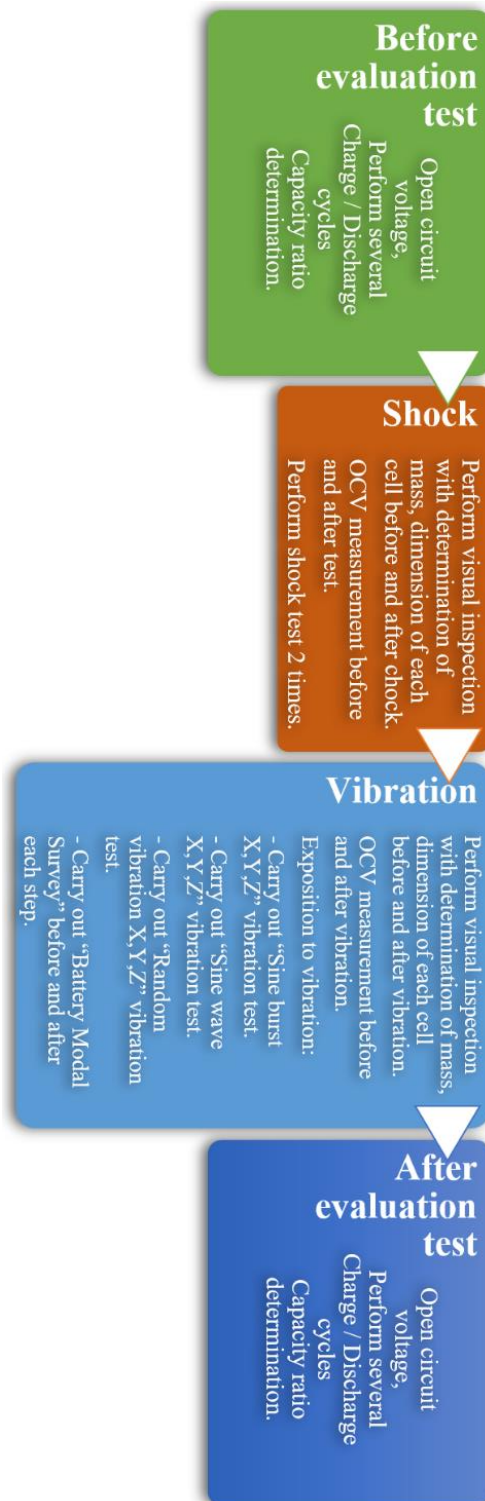 Before
evaluation
test
Open circuit
voltage,
Perform several
Charge / Discharge
cycles
Capacity ratio
determination.
Shock
Perform visual inspection
with determination of
mass, dimension of each
cell before and after chock.
OCV measurement before
and after test.
Perform shock test 2 times.
Vibration
Perform visual inspection
with determination of mass,
dimension of each cell
before and after vibration.
OCV measurement before
and after vibration.
Exposition to vibration:
- Carry out “Sine burst
X,Y,Z” vibration test.
- Carry out “Sine wave
X,Y,Z” vibration test.
- Carry out “Random
vibration X,Y,Z” vibration
test.
- Carry out “Battery Modal
Survey” before and after
each step.
After
evaluation
test
Open circuit
voltage,
Perform several
Charge / Discharge
cycles
Capacity ratio
determination.